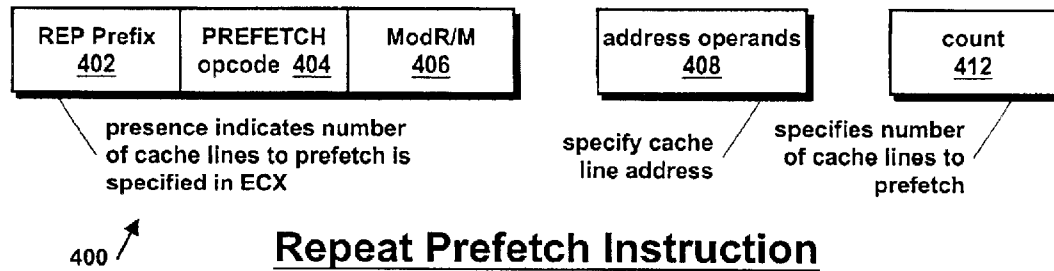 REP Prefix
402
PREFETCH
opcode 404
ModR/M
406
address operands
408
count
412
presence indicates number
of cache lines to prefetch is
specified in ECX
specify cache
line address
specifies number
of cache lines to
prefetch
400
Repeat Prefetch Instruction